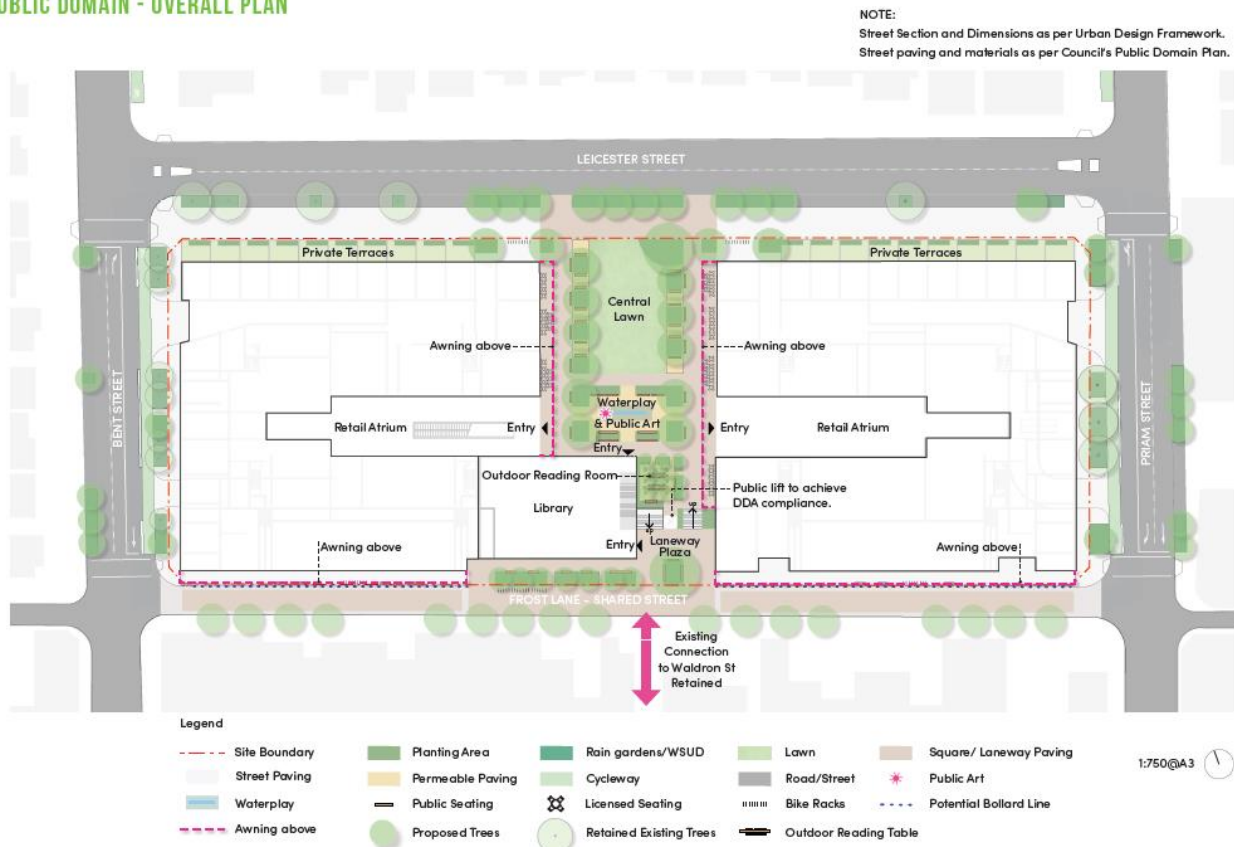 PUBLIC DOMAIN - OVERALL PLAN
NOTE:
Street Section and Dimensions as per Urban Design Framework.
Street paving and materials as per Council's Public Domain Plan.
LEICESTER STREET
Private Terraces
Private Terraces
Central
Lawn
Awning above
Awning above
BENT STREET
PRIAM STREET
Waterplay
& Public Art
Retail Atrium
Entry
Entry
Retail Atrium
Entry
Outdoor Reading Room
Public lift to achieve
DDA compliance.
Library
Entry
Laneway
Plaza
Awning above
Awning above
FROST LANE - SHARED STREET
Existing
Connection
to Waldron St
Retained
Legend
Site Boundary
Planting Area
Rain gardens/WSUD
Lawn
Square/ Laneway Paving
Street Paving
Permeable Paving
Cycleway
Road/Street
Public Art
Waterplay
Public Seating
Licensed Seating
Bike Racks
Potential Bollard Line
Awning above
Proposed Trees
Retained Existing Trees
Outdoor Reading Table
1:750@A3